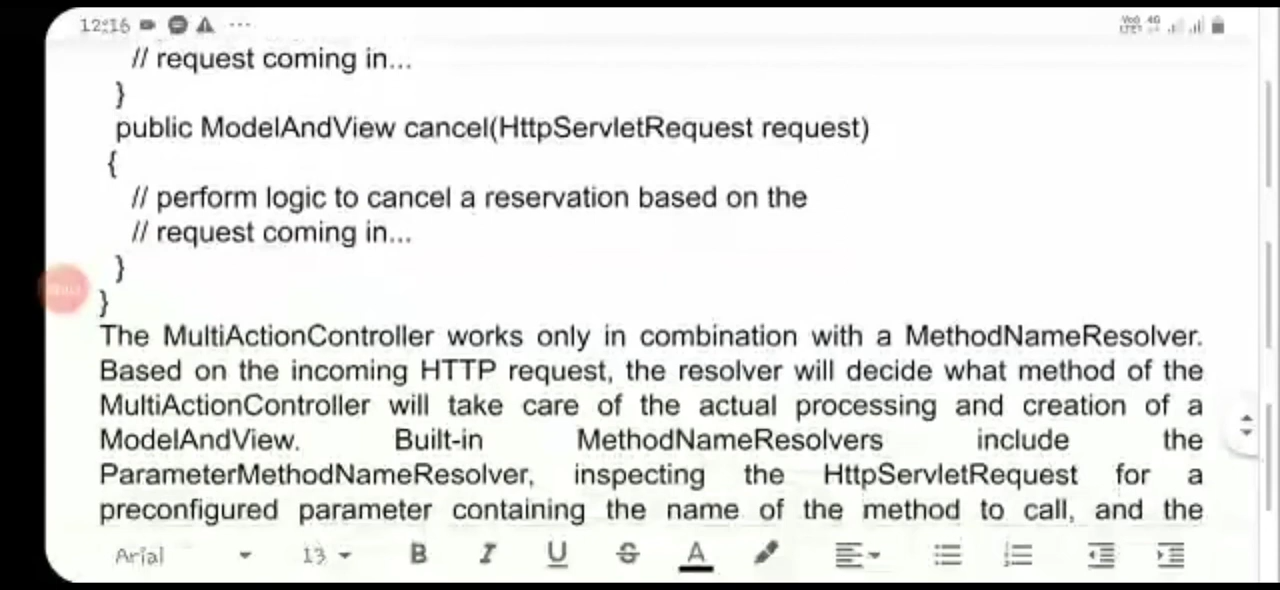 12:16
// request coming in...
}
public ModelAndView cancel(HttpServletRequest request)
{
// perform logic to cancel a reservation based on the
// request coming in...
}
}
The MultiActionController works only in combination with a MethodNameResolver.
Based on the incoming HTTP request, the resolver will decide what method of the
MultiActionController will take care of the actual processing and creation of a
ModelAndView. Built-in MethodNameResolvers include the
ParameterMethodNameResolver, inspecting the HttpServletRequest for a
preconfigured parameter containing the name of the method to call, and the
Arial 13 B I U S A